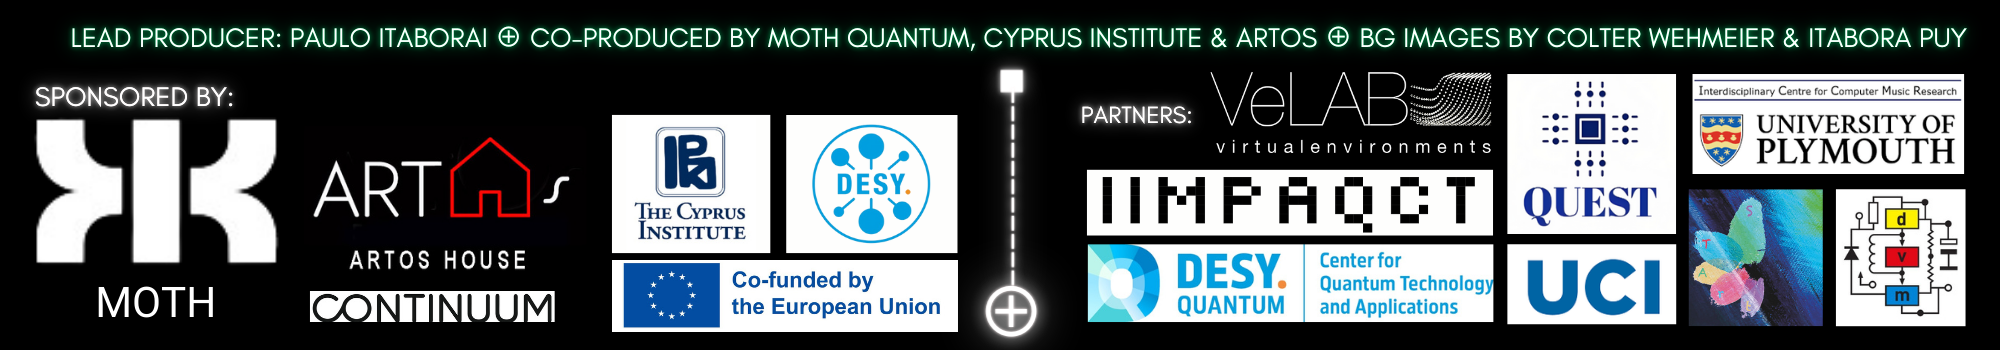 LEAD PRODUCER: PAULO ITABORAI ⊕ CO-PRODUCED BY MOTH QUANTUM, CYPRUS INSTITUTE & ARTOS ⊕ BG IMAGES BY COLTER WEHMEIER & ITABORA PUY
SPONSORED BY:
MOTH
ART s
ARTOS HOUSE
CONTINUUM
THE CYPRUS
INSTITUTE
DESY.
Co-funded by
the European Union
PARTNERS:
VeLAB
virtualenvironments
IIMPAQCT
DESY.
QUANTUM
Center for
Quantum Technology
and Applications
QUEST
UCI
Interdisciplinary Centre for Computer Music Research
UNIVERSITY OF
PLYMOUTH
S
T
A
d
v
m